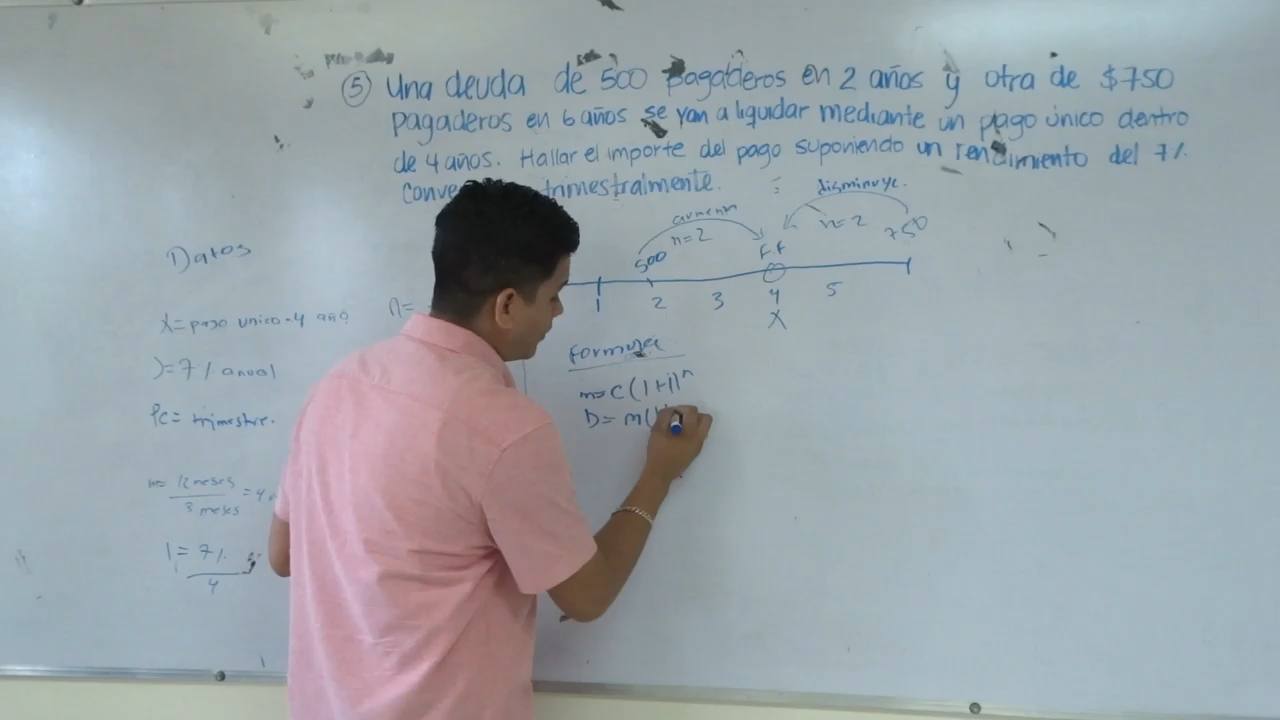 ⑤ Una deuda de 500 pagaderos en 2 años y otra de $750
pagaderos en 6 años se van a liquidar mediante un pago único dentro
de 4 años. Hallar el importe del pago suponiendo un rendimiento del 7%
trimestralmente.
disminuye.
aumenta
n=2
n=2
500
F.F
750
1 2 3 4 5
X
Datos
X= pago unico-4 año
J=7% anual
Pc= trimestre.
m= 12 meses
3 meses
= 4
i = 7%
4
n=
Formula
m=C(1+i)^n